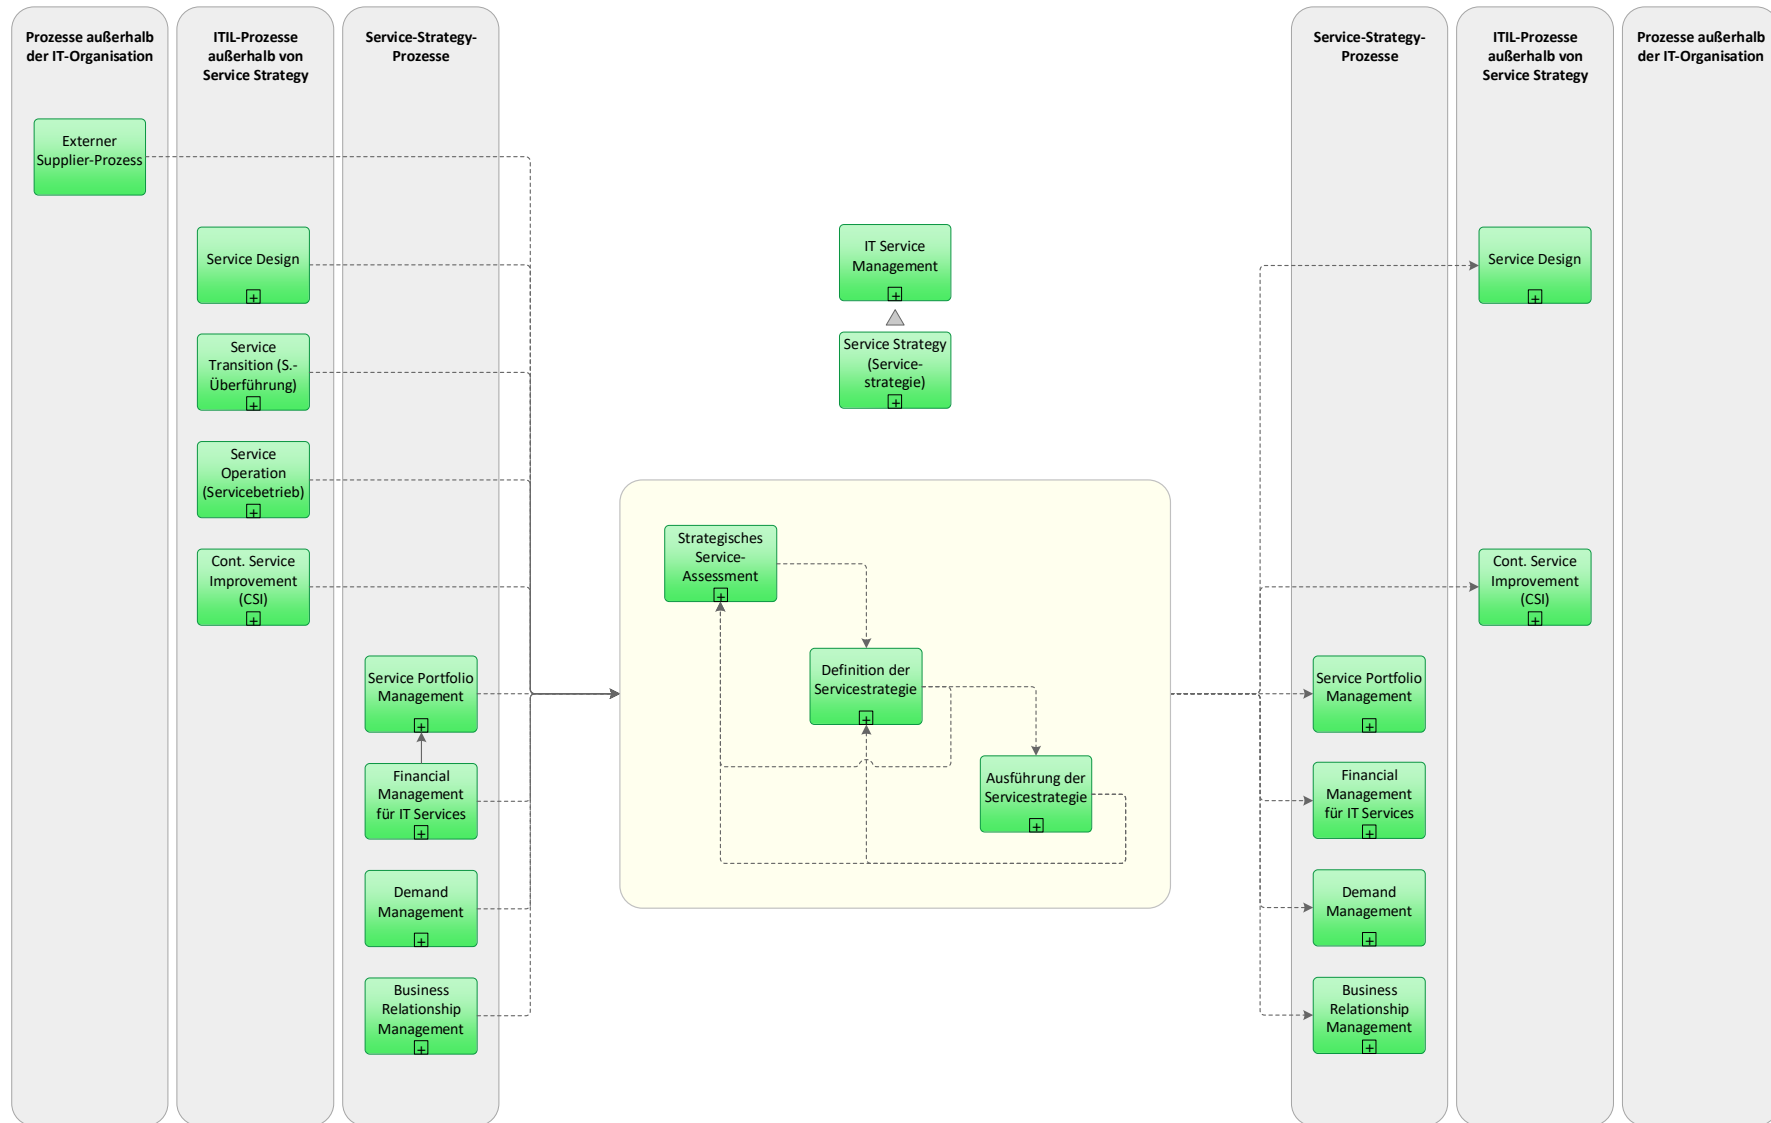 Prozesse außerhalb
der IT-Organisation
ITIL-Prozesse
außerhalb von
Service Strategy
Service-Strategy-
Prozesse
Service-Strategy-
Prozesse
ITIL-Prozesse
außerhalb von
Service Strategy
Prozesse außerhalb
der IT-Organisation
Externer
Supplier-Prozess
Service Design
Service
Transition (S.-
Überführung)
Service
Operation
(Servicebetrieb)
Cont. Service
Improvement
(CSI)
Service Portfolio
Management
Financial
Management
für IT Services
Demand
Management
Business
Relationship
Management
IT Service
Management
Service Strategy
(Service-
strategie)
Strategisches
Service-
Assessment
Definition der
Servicestrategie
Ausführung der
Servicestrategie
Service Design
Cont. Service
Improvement
(CSI)
Service Portfolio
Management
Financial
Management
für IT Services
Demand
Management
Business
Relationship
Management